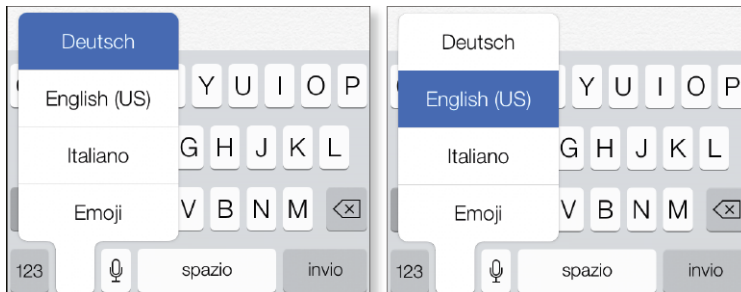 Deutsch
English (US)
Italiano
Emoji
Y U I O P
G H J K L
V B N M
123 spazio invio
Deutsch
English (US)
Italiano
Emoji
Y U I O P
G H J K L
V B N M
123 spazio invio